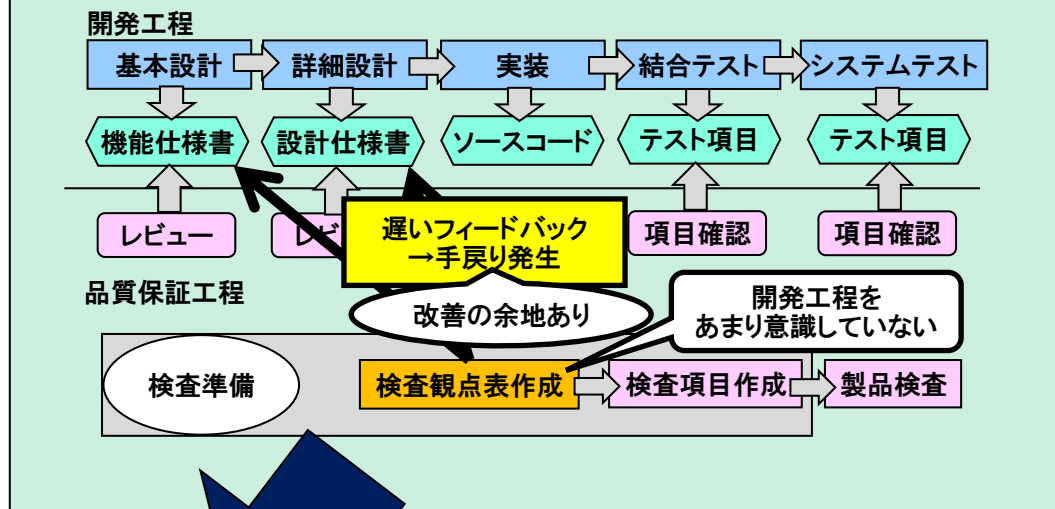 開発工程
基本設計
詳細設計
実装
結合テスト
システムテスト
機能仕様書
設計仕様書
ソースコード
テスト項目
テスト項目
レビュー
レビ
遅いフィードバック
→手戻り発生
項目確認
項目確認
品質保証工程
改善の余地あり
開発工程を
あまり意識していない
検査準備
検査観点表作成
検査項目作成
製品検査